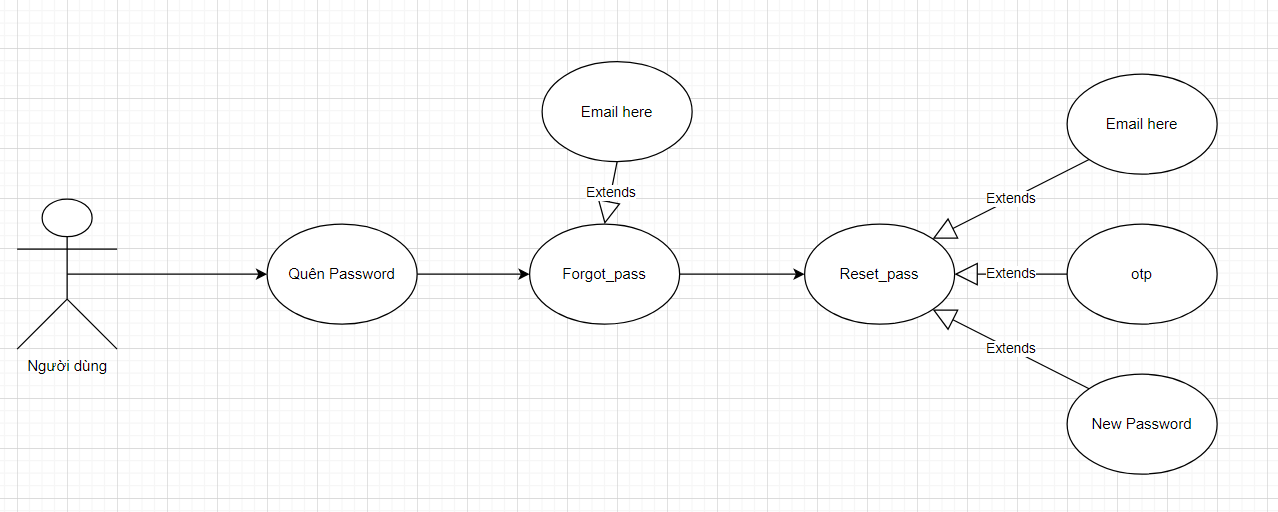 Email here
Email here
Extends
Extends
Quên Password
Forgot_pass
Reset_pass
Extends
otp
Extends
Người dùng
New Password